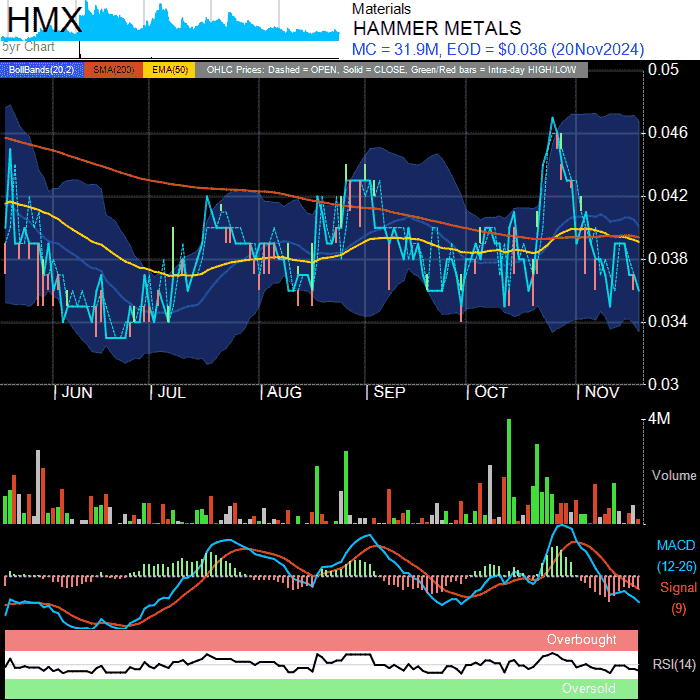 HMX
5yr Chart
Materials
HAMMER METALS
MC = 31.9M, EOD = $0.036 (20Nov2024)
BollBands(20,2) SMA(200) EMA(50) OHLC Prices: Dashed = OPEN, Solid = CLOSE, Green/Red bars = Intra-day HIGH/LOW
0.05
0.046
0.042
0.038
0.034
0.03
JUN JUL AUG SEP OCT NOV
4M
Volume
MACD
(12-26)
Signal
(9)
Overbought
RSI(14)
Oversold